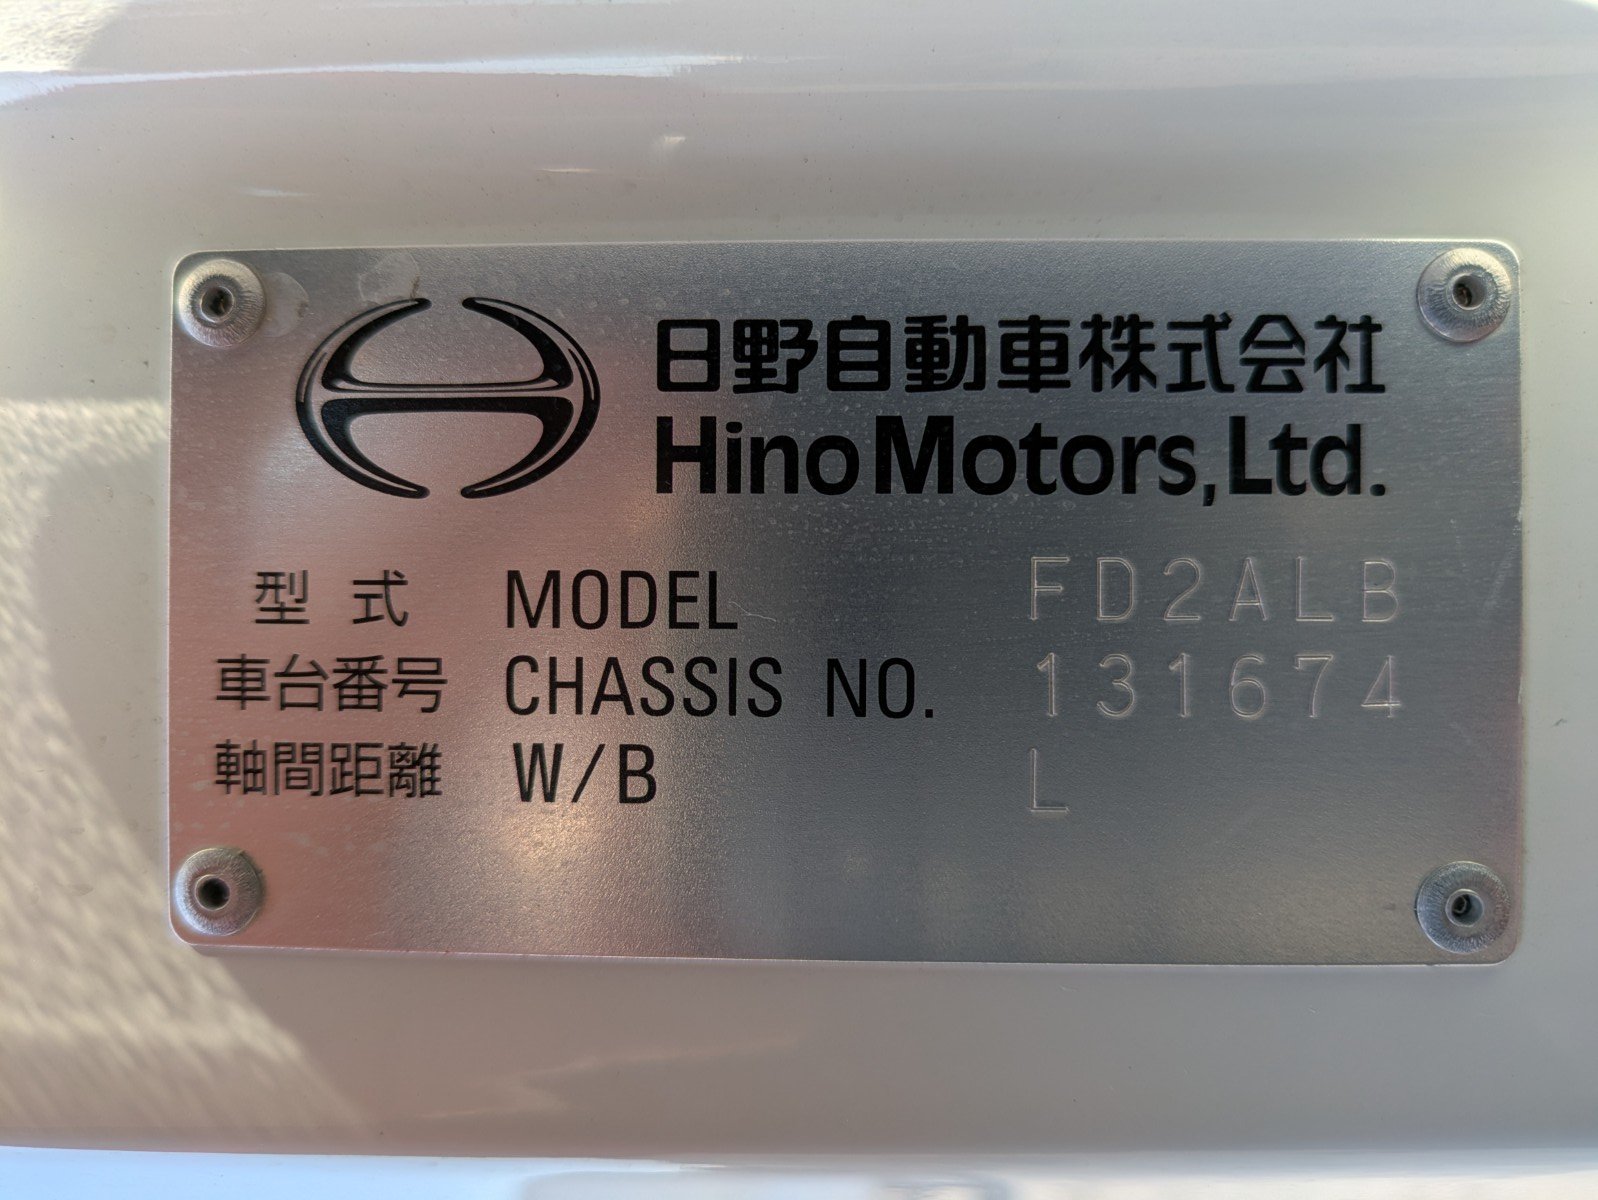 日野自動車株式会社
Hino Motors, Ltd.
型式 MODEL FD2ALB
車台番号 CHASSIS NO. 131674
軸間距離 W/B L